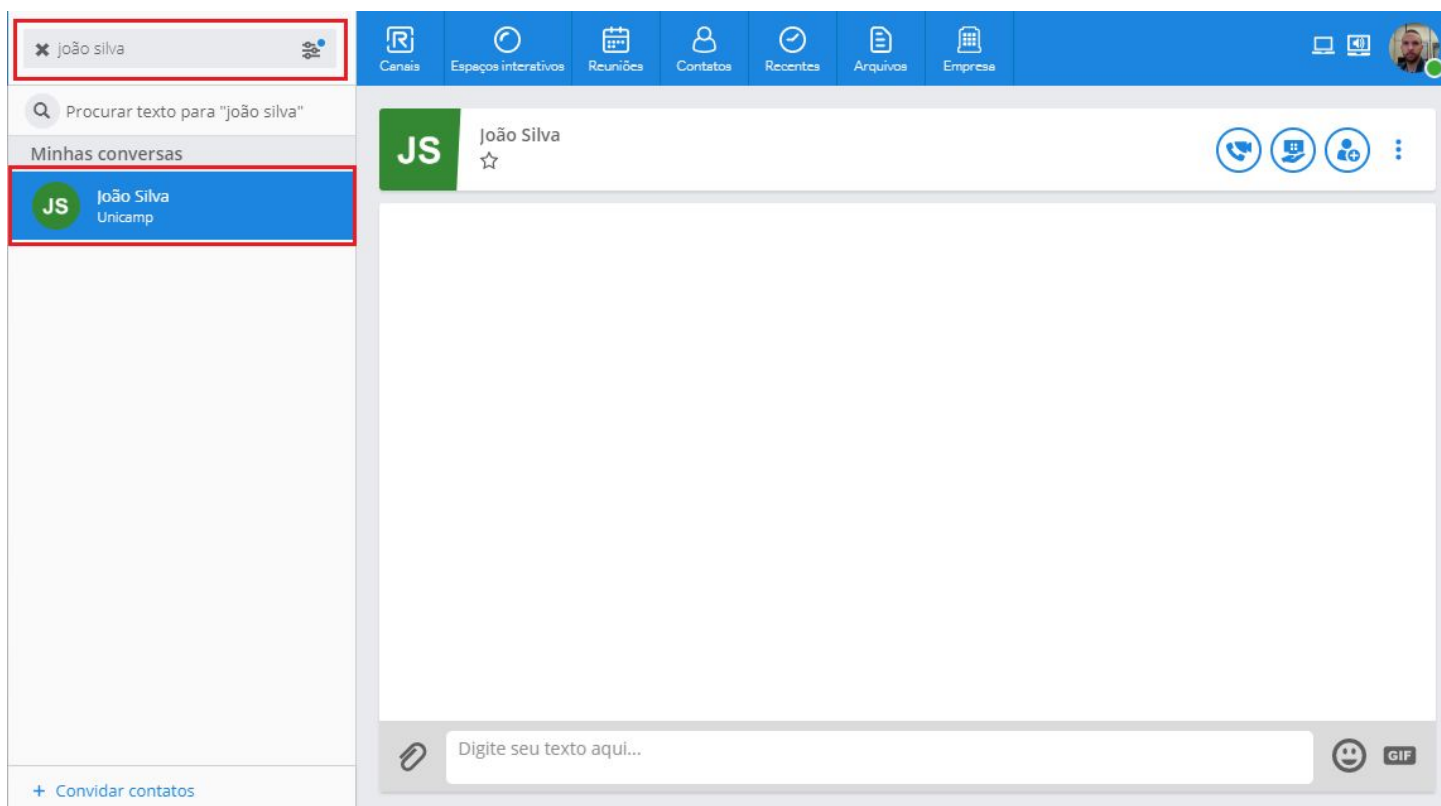 joão silva
Canais
Espaços interativos
Reuniões
Contatos
Recentes
Arquivos
Empresa
Procurar texto para "joão silva"
Minhas conversas
JS
João Silva
Unicamp
JS
João Silva
Digite seu texto aqui...
GIF
+ Convidar contatos